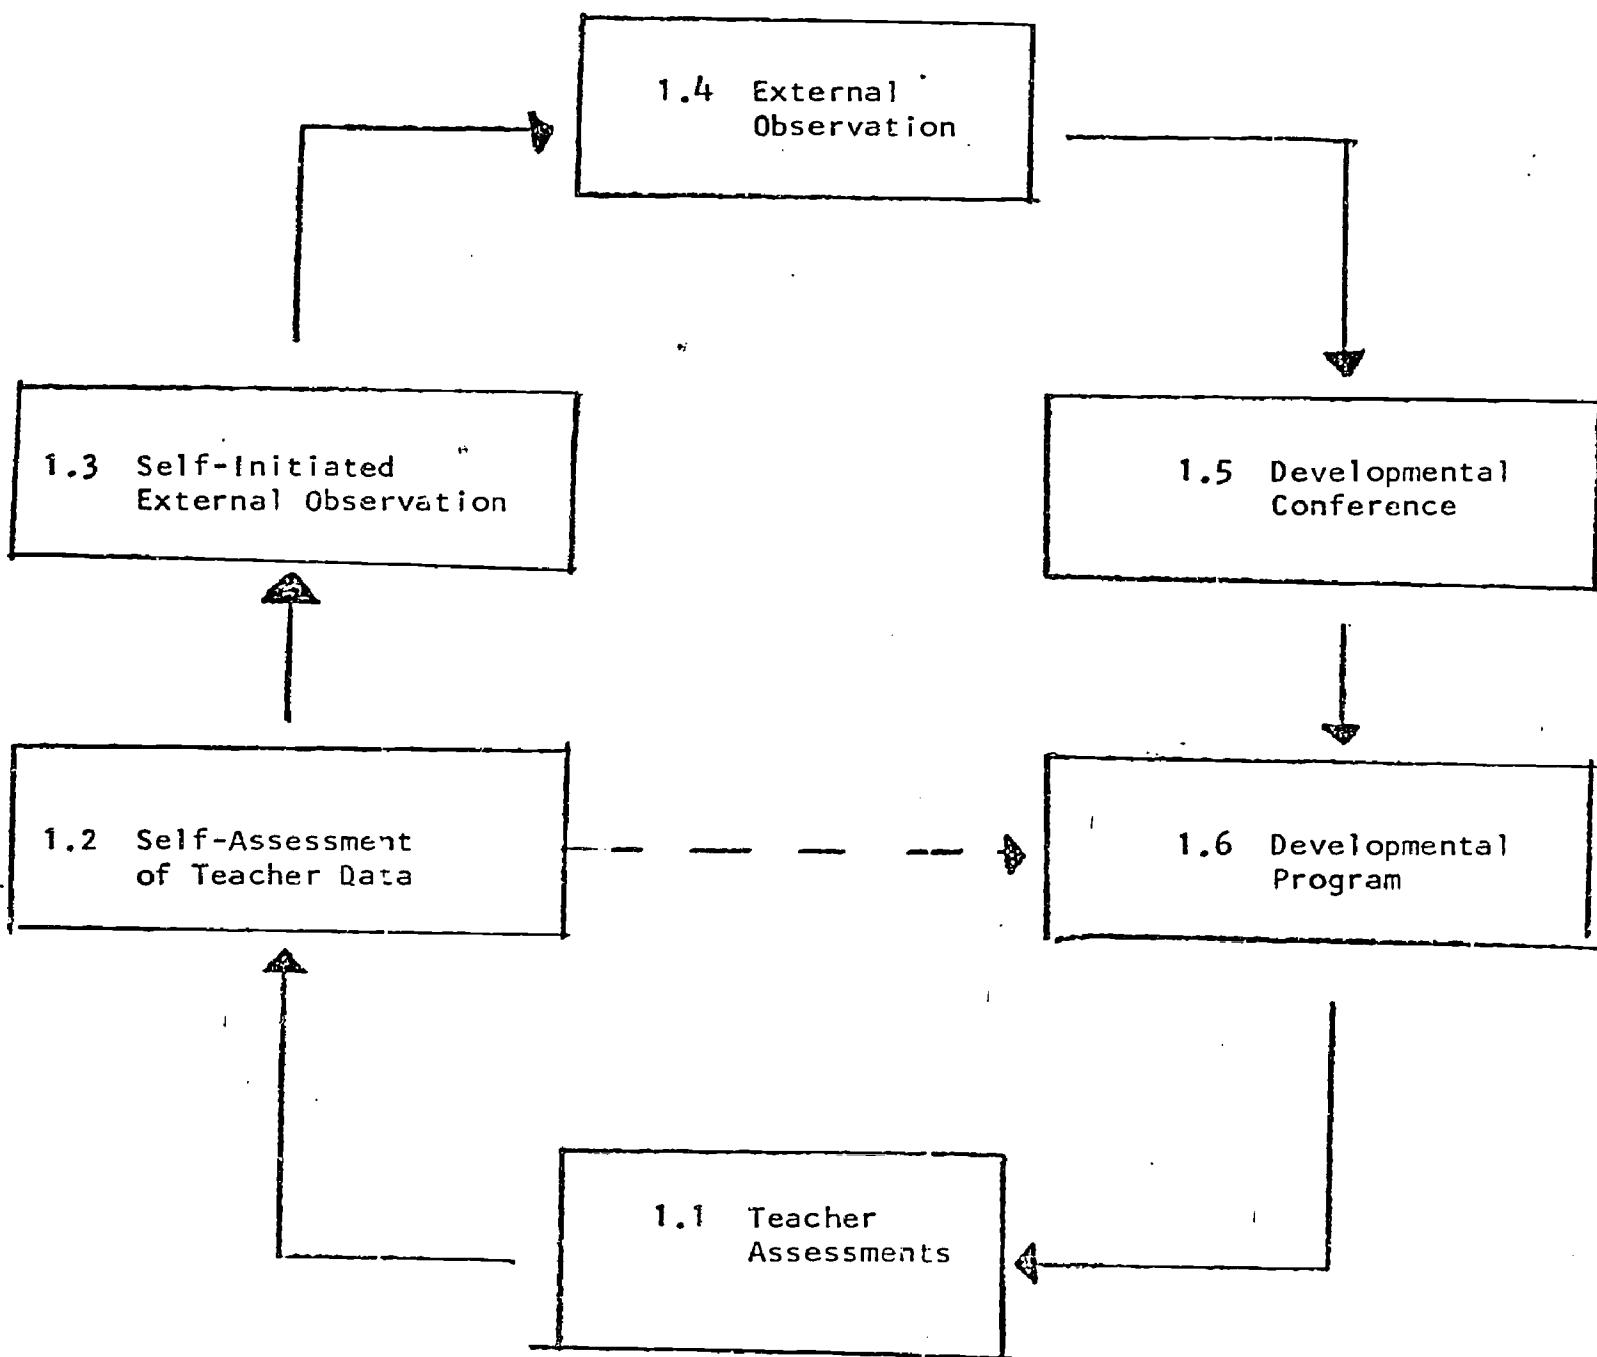 1.4 External
Observation
1.3 Self-Initiated
External Observation
1.5 Developmental
Conference
1.2 Self-Assessment
of Teacher Data
1.6 Developmental
Program
1.1 Teacher
Assessments